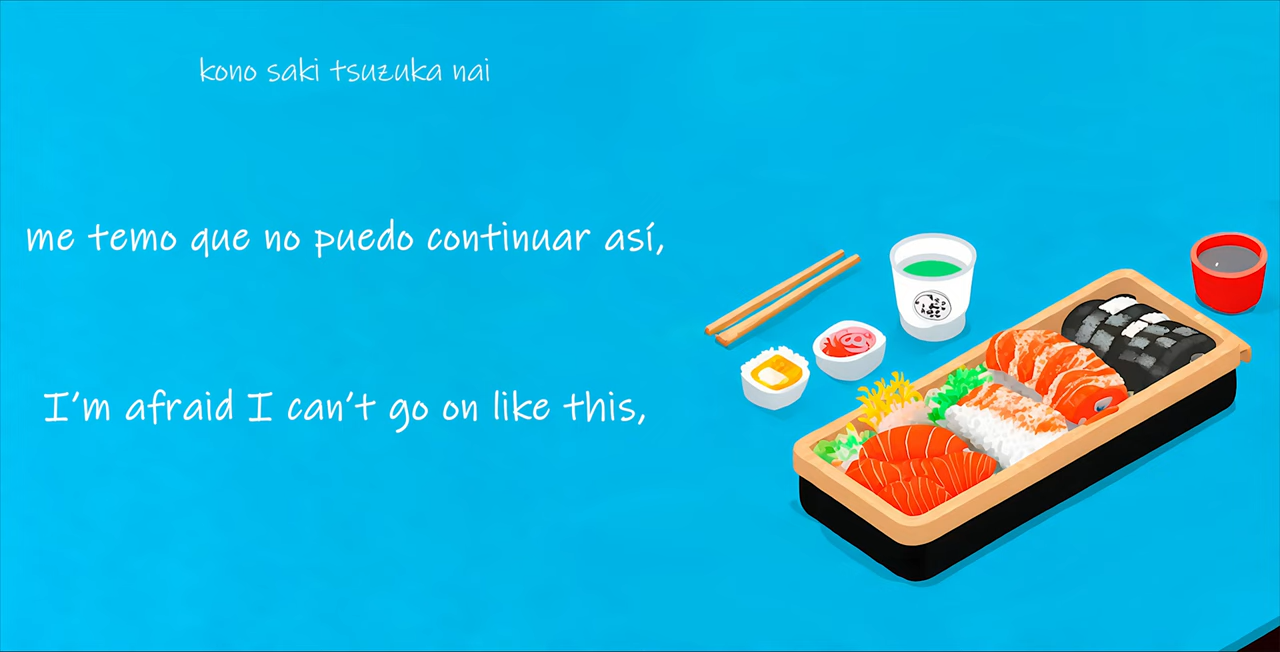 kono saki tsuzuka nai
me temo que no puedo continuar así,
I'm afraid I can't go on like this,